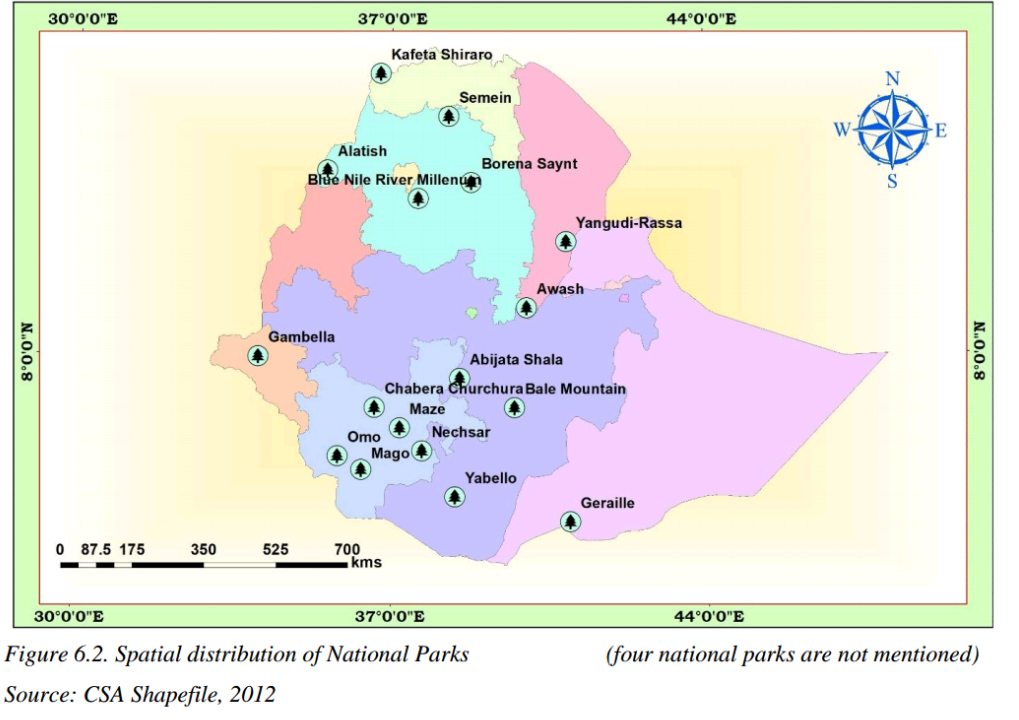 30°0'0"E 37°0'0"E 44°0'0"E
Kafeta Shiraro
N
Semein
W E
Alatish
Borena Saynt
S
Blue Nile River Millenum
Yangudi-Rassa
Awash
8°0'0"N
8°0'0"N
Gambella
Abijata Shala
Chabera Churchura
Bale Mountain
Maze
Omo
Nechsar
Mago
Yabello
Geraille
0 87.5 175 350 525 700
kms
30°0'0"E 37°0'0"E 44°0'0"E
Figure 6.2. Spatial distribution of National Parks (four national parks are not mentioned)
Source: CSA Shapefile, 2012